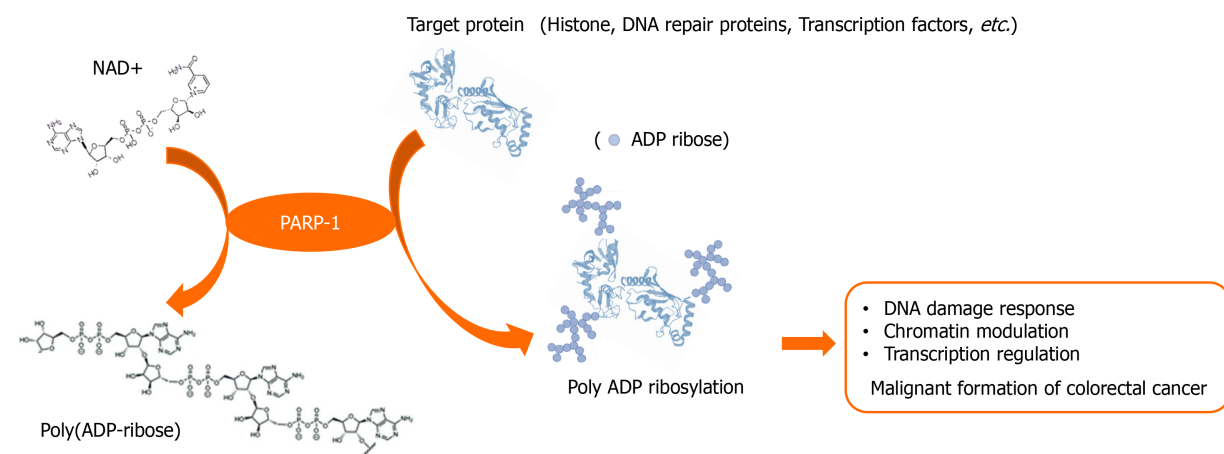 Target protein (Histone, DNA repair proteins, Transcription factors, etc.)
NAD+
( ADP ribose)
PARP-1
• DNA damage response
• Chromatin modulation
• Transcription regulation
Malignant formation of colorectal cancer
Poly ADP ribosylation
Poly(ADP-ribose)